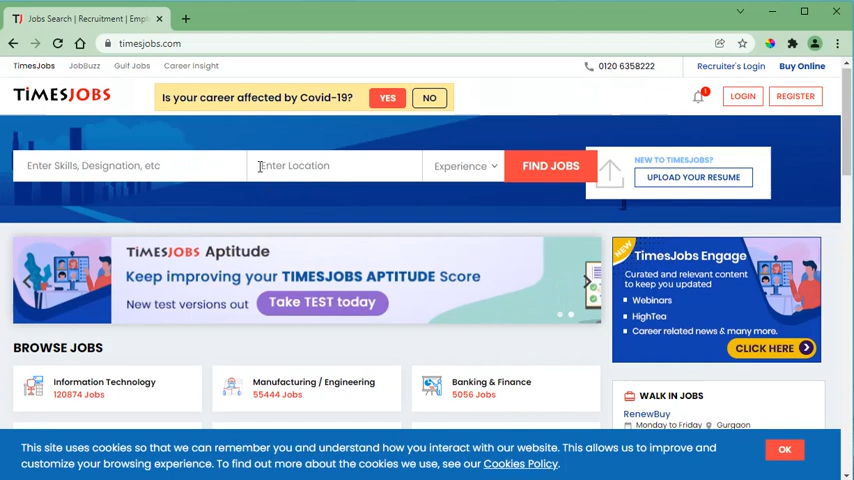 Jobs Search | Recruitment | Empl
timesjobs.com
TimesJobs JobBuzz Gulf Jobs Career Insight 0120 6358222 Recruiter's Login Buy Online
TiMESJOBS Is your career affected by Covid-19? YES NO 1 LOGIN REGISTER
Enter Skills, Designation, etc Enter Location Experience FIND JOBS
NEW TO TIMESJOBS?
UPLOAD YOUR RESUME
TiMESJOBS Aptitude
Keep improving your TIMESJOBS APTITUDE Score
New test versions out Take TEST today
NEW
TimesJobs Engage
Curated and relevant content
to keep you updated
Webinars
HighTea
Career related news & many more.
CLICK HERE
BROWSE JOBS
Information Technology
120874 Jobs
Manufacturing / Engineering
55444 Jobs
Banking & Finance
5056 Jobs
WALK IN JOBS
RenewBuy
Monday to Friday Gurgaon
This site uses cookies so that we can remember you and understand how you interact with our website. This allows us to improve and
customize your browsing experience. To find out more about the cookies we use, see our Cookies Policy.
OK